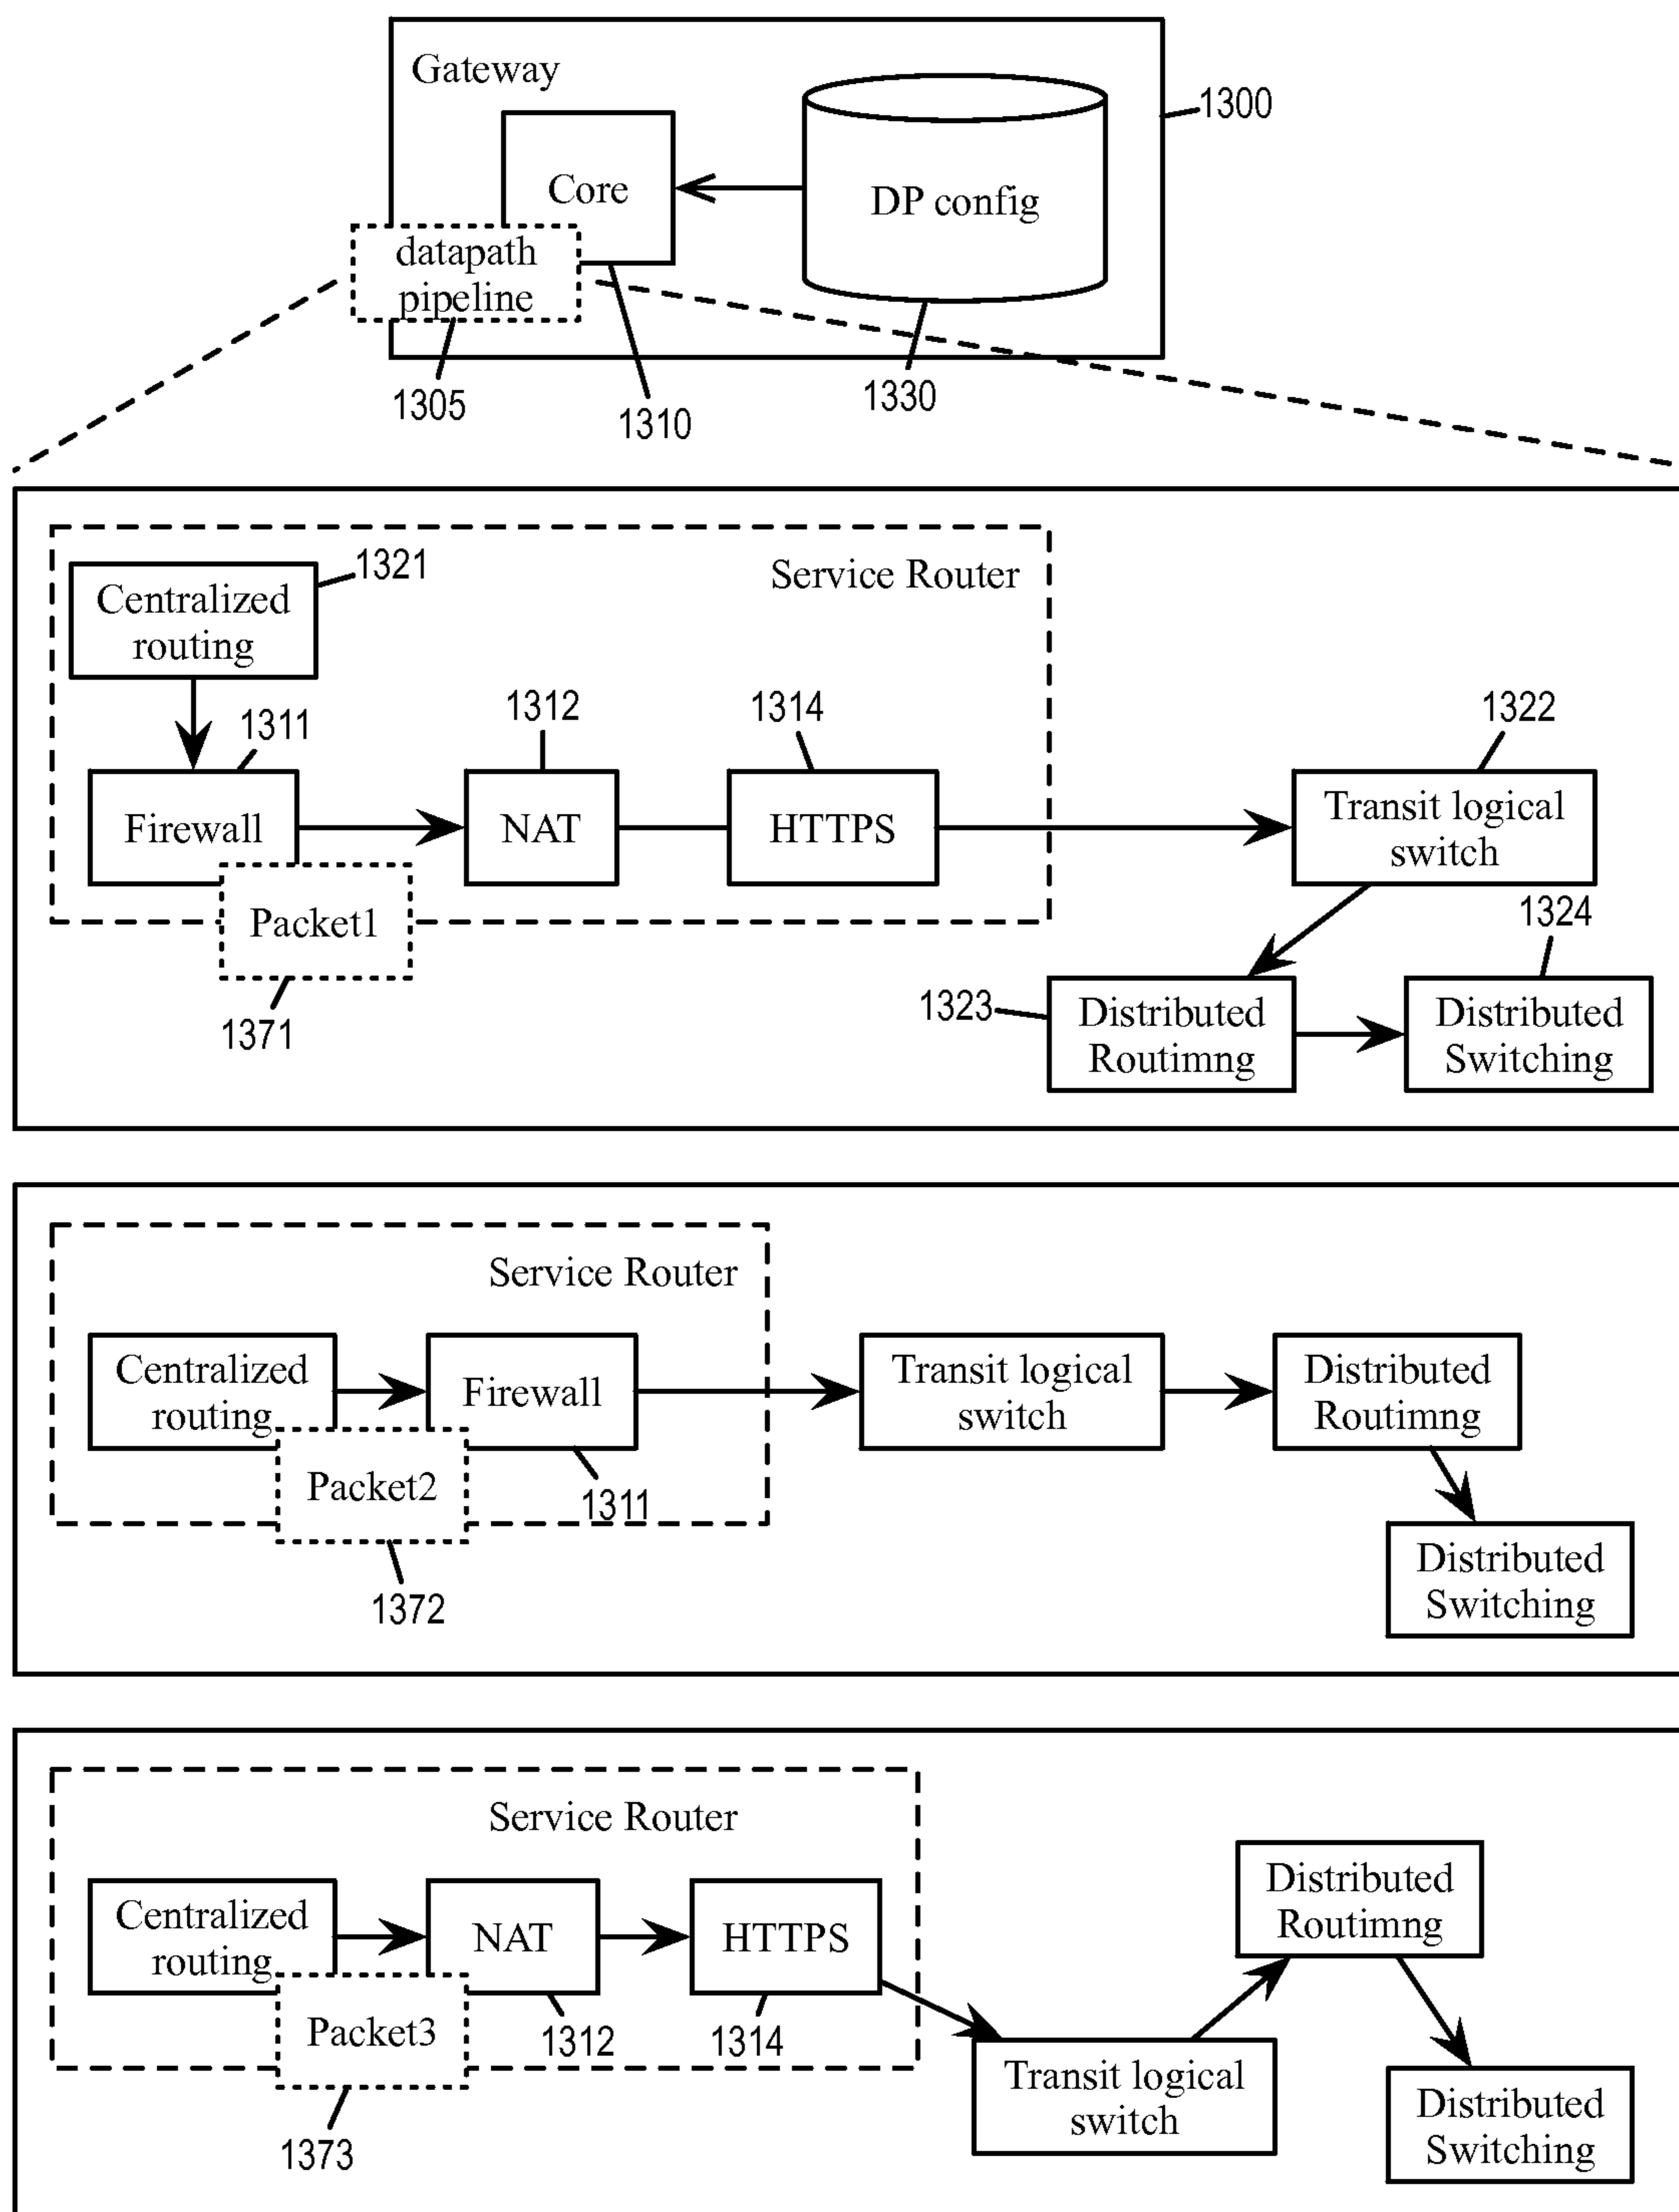 Gateway
1300
Core
DP config
datapath
pipeline
1305
1310
1330
1321
Service Router
Centralized
routing
1311
1312
1314
1322
Firewall
NAT
HTTPS
Transit logical
switch
Packet1
1324
1371
1323
Distributed
Routimng
Distributed
Switching
Service Router
Centralized
routing
Firewall
Transit logical
switch
Distributed
Routimng
Packet2
1311
1372
Distributed
Switching
Service Router
Centralized
routing
NAT
HTTPS
Distributed
Routimng
Packet3
1312
1314
1373
Transit logical
switch
Distributed
Switching